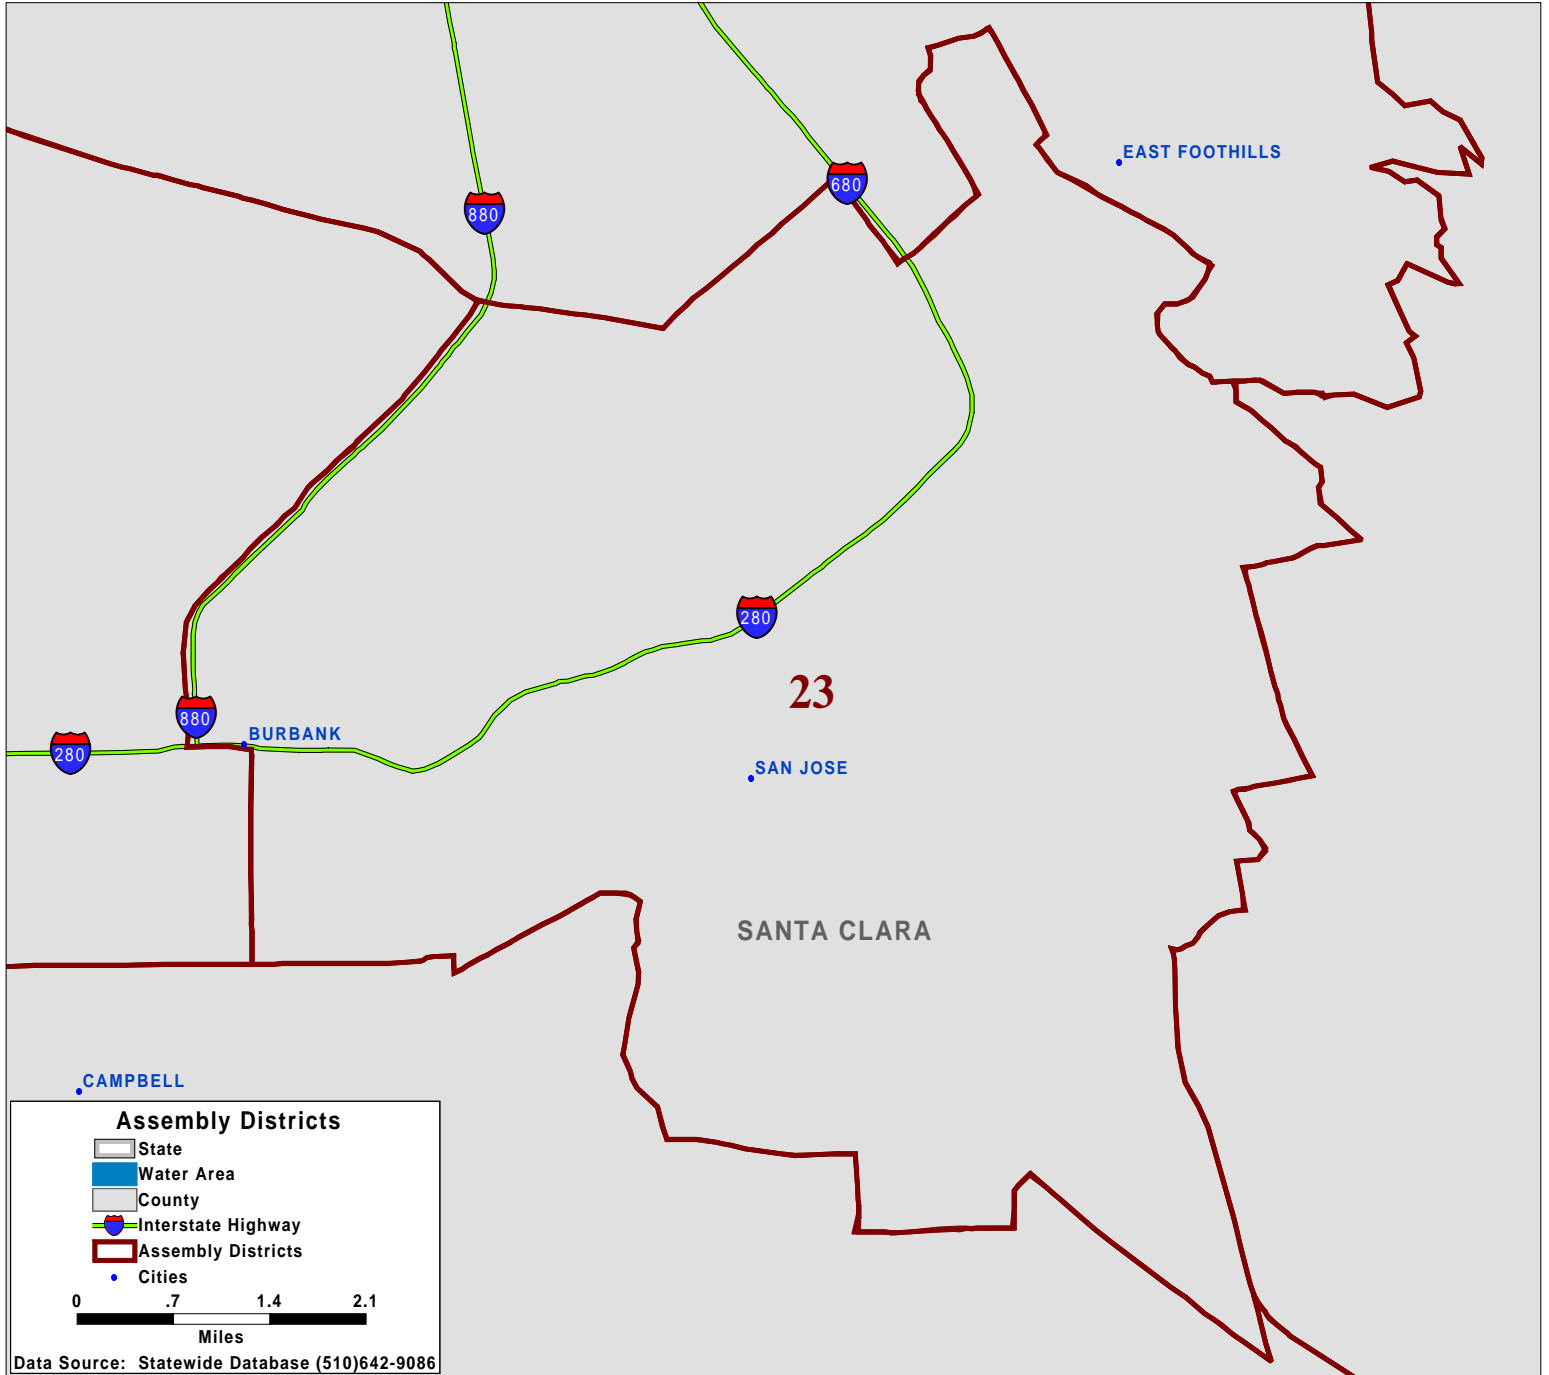 EAST FOOTHILLS
680
880
280
23
880
BURBANK
280
SAN JOSE
SANTA CLARA
CAMPBELL
Assembly Districts
State
Water Area
County
Interstate Highway
Assembly Districts
Cities
0 .7 1.4 2.1
Miles
Data Source: Statewide Database (510)642-9086